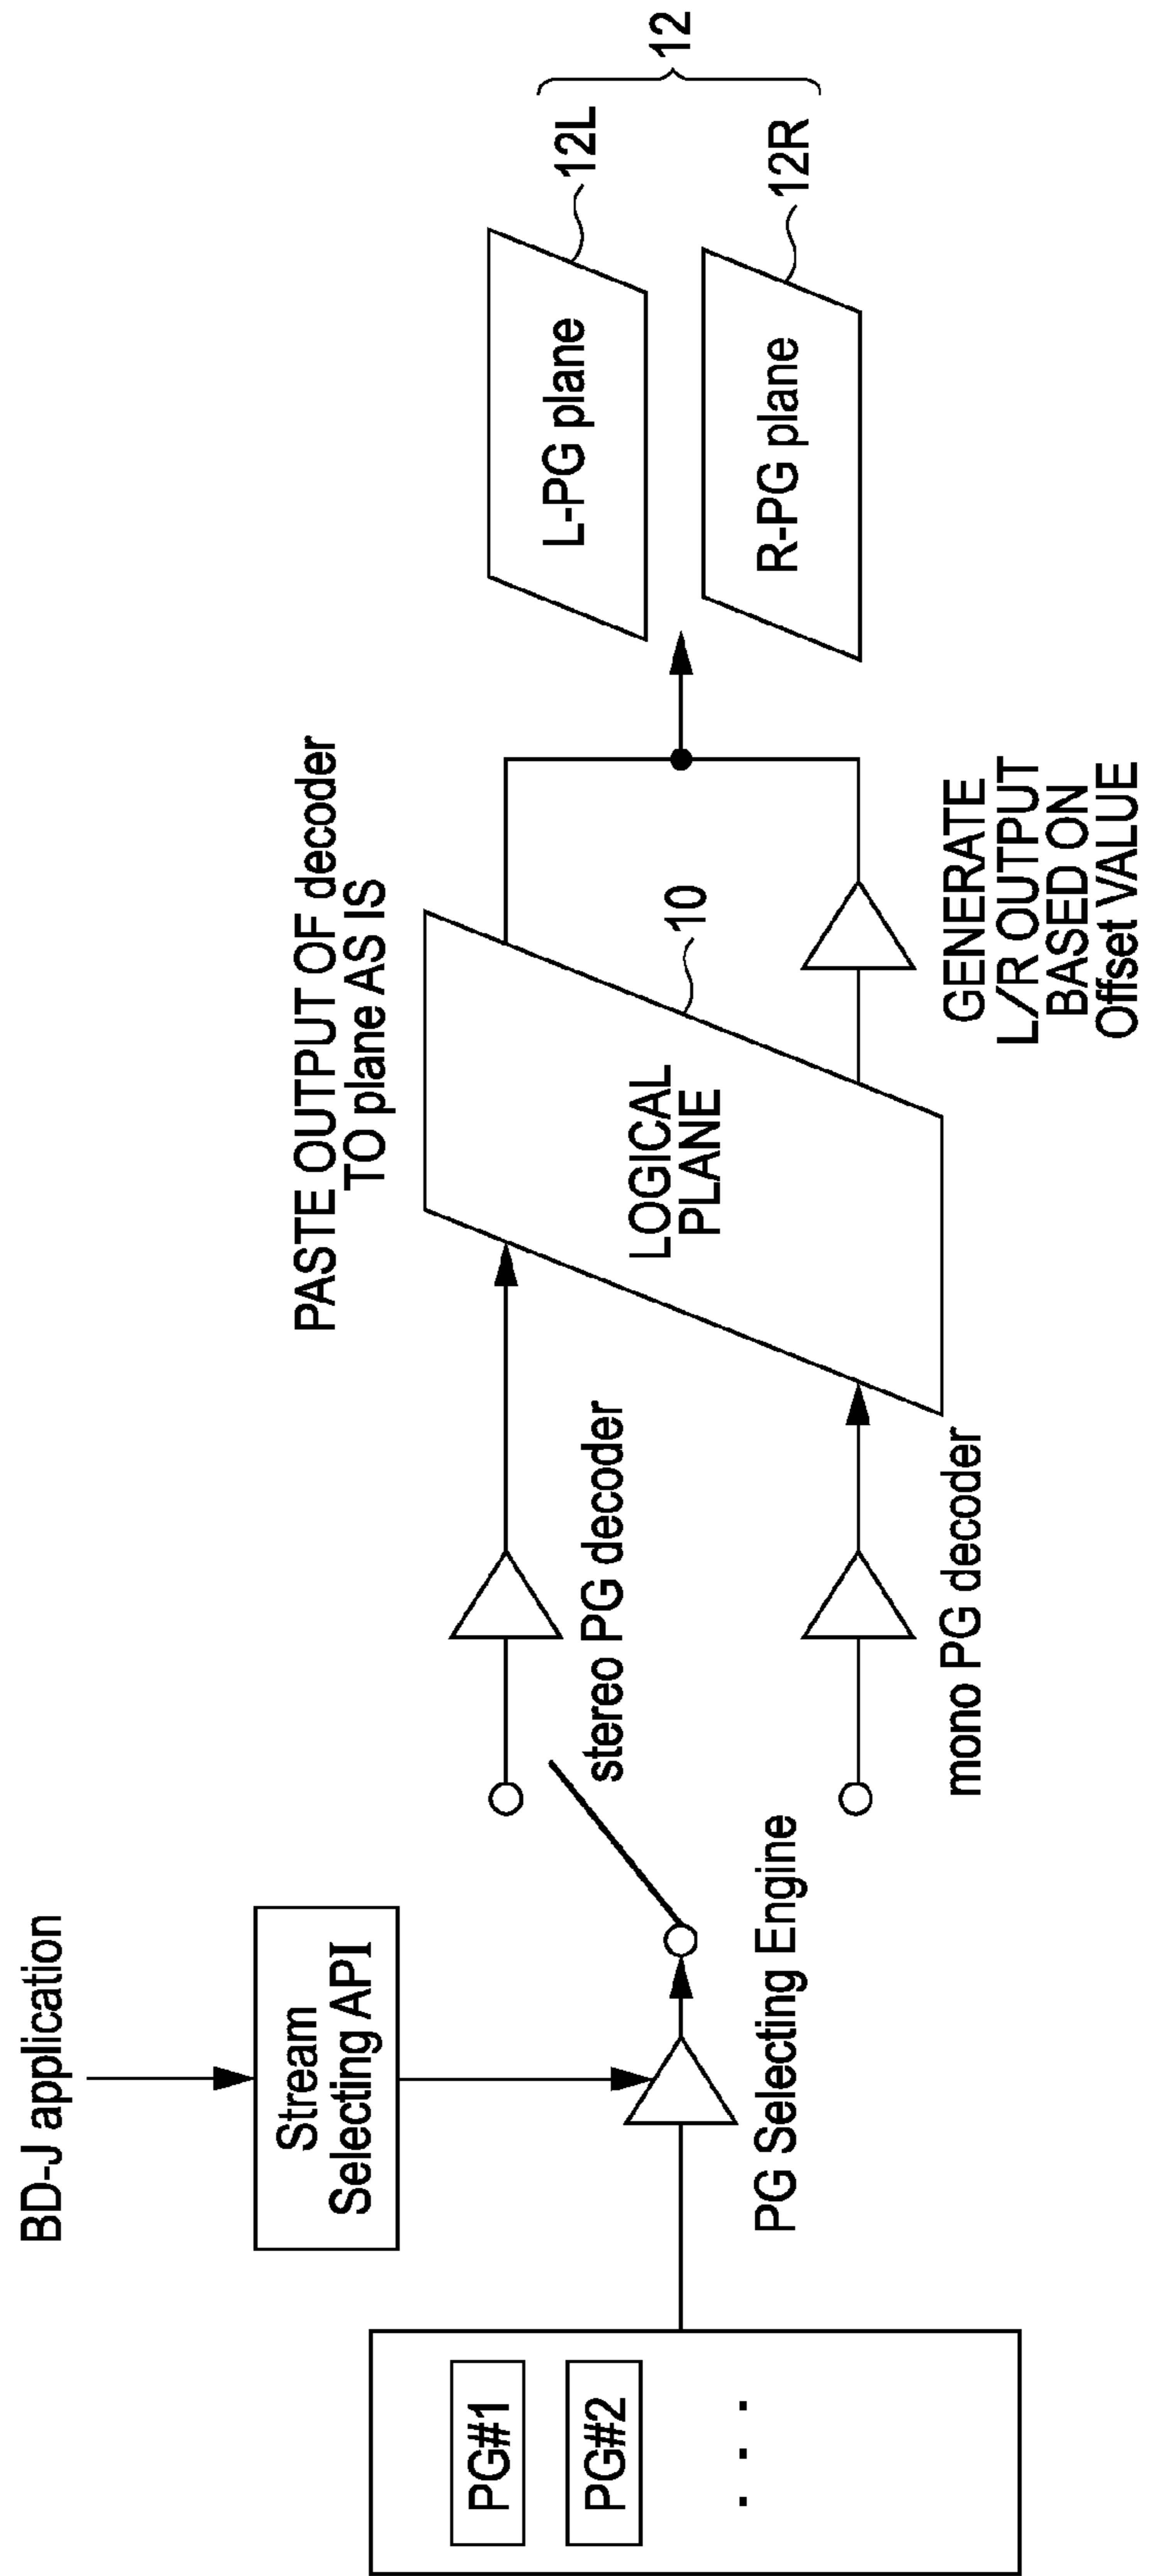 BD-J application
Stream
Selecting API
PG#1
PG#2
. . .
PG Selecting Engine
stereo PG decoder
mono PG decoder
PASTE OUTPUT OF decoder
TO plane AS IS
LOGICAL
PLANE
10
GENERATE
L/R OUTPUT
BASED ON
Offset VALUE
L-PG plane
R-PG plane
12L
12R
12